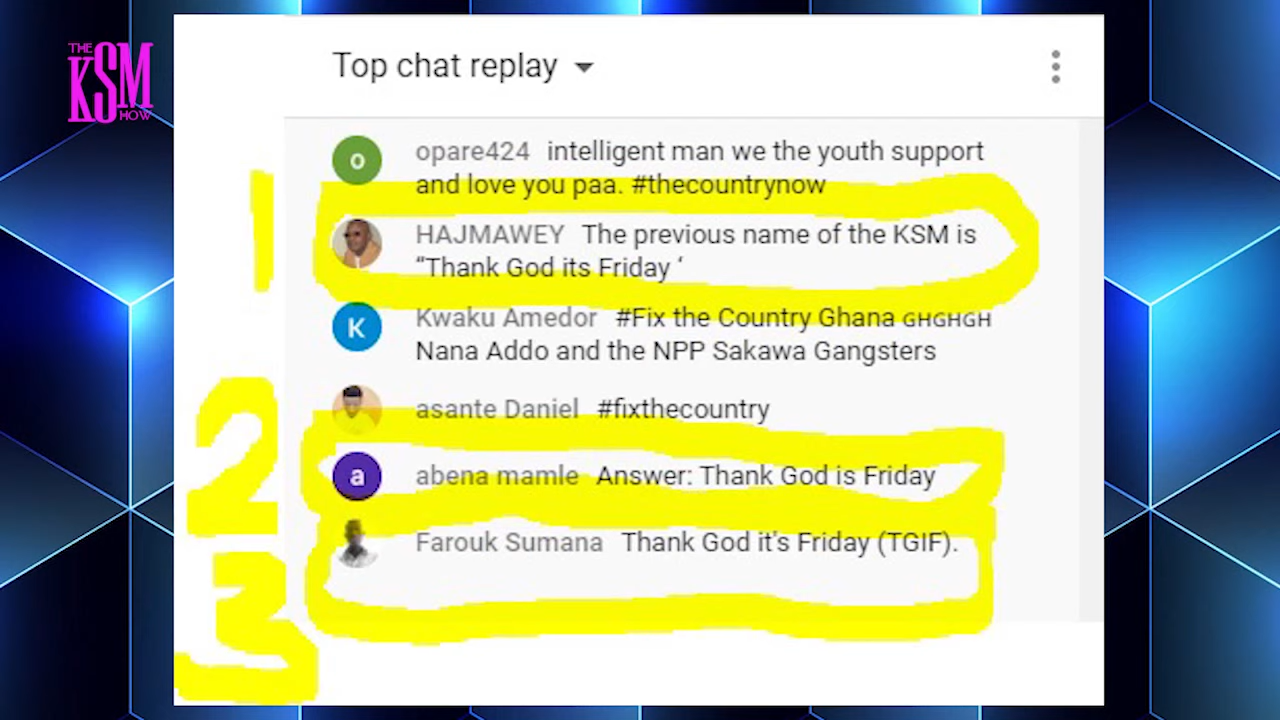 THE
KSM
SHOW
Top chat replay
1
o
opare424 intelligent man we the youth support
and love you paa. #thecountrynow
HAJMAWEY The previous name of the KSM is
“Thank God its Friday ‘
K
Kwaku Amedor #Fix the Country Ghana ɢʜɢʜɢʜ
Nana Addo and the NPP Sakawa Gangsters
2
asante Daniel #fixthecountry
a
abena mamle Answer: Thank God is Friday
3
Farouk Sumana Thank God it's Friday (TGIF).